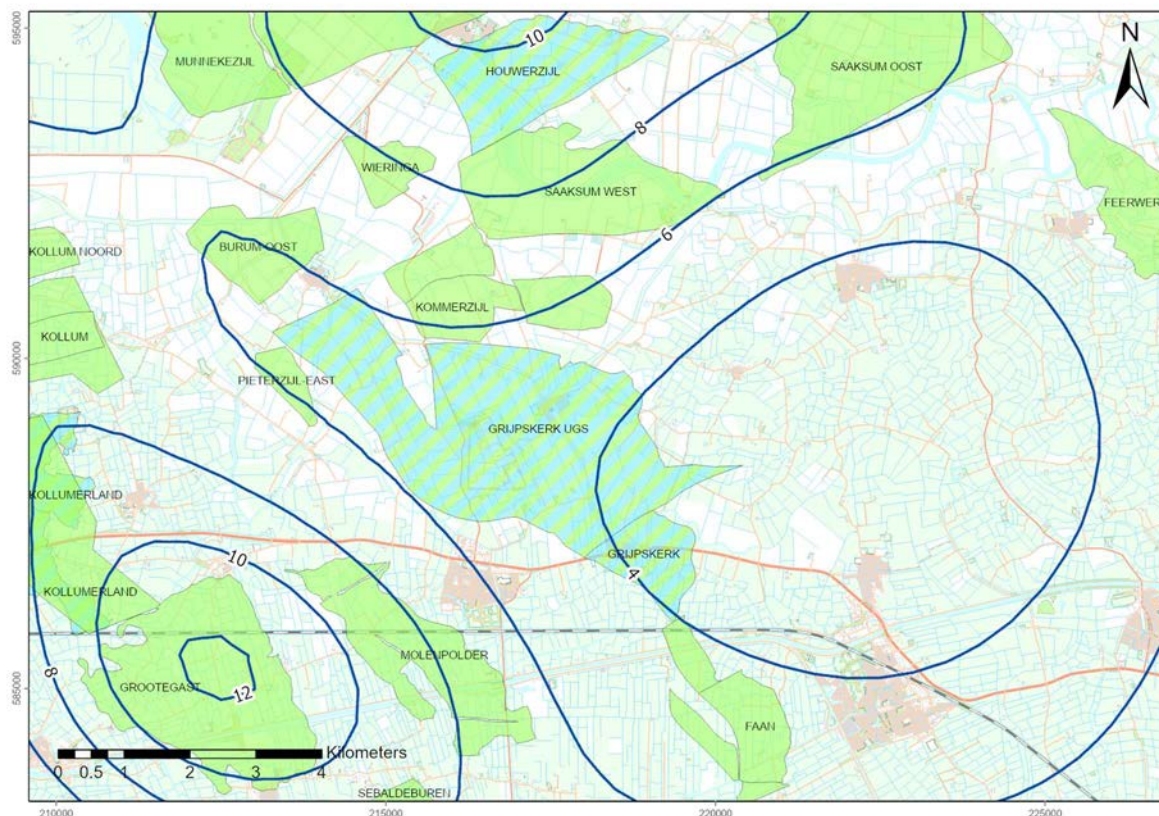 595000
10
N
MUNNEKEZIJL
HOUWERZIJL
SAAKSUM OOST
8
WIERINGA
SAAKSUM WEST
FEERWER
6
BURUM OOST
KOLLUM NOORD
KOMMERZIJL
KOLLUM
590000
PIETERZIJL-EAST
GRIJPSKERK UGS
KOLLUMERLAND
GRIJPSKERK
10
4
KOLLUMERLAND
MOLENPOLDER
8
GROOTEGAST
12
585000
FAAN
Kilometers
0 0.5 1 2 3 4
SEBALDEBUREN
210000 215000 220000 225000